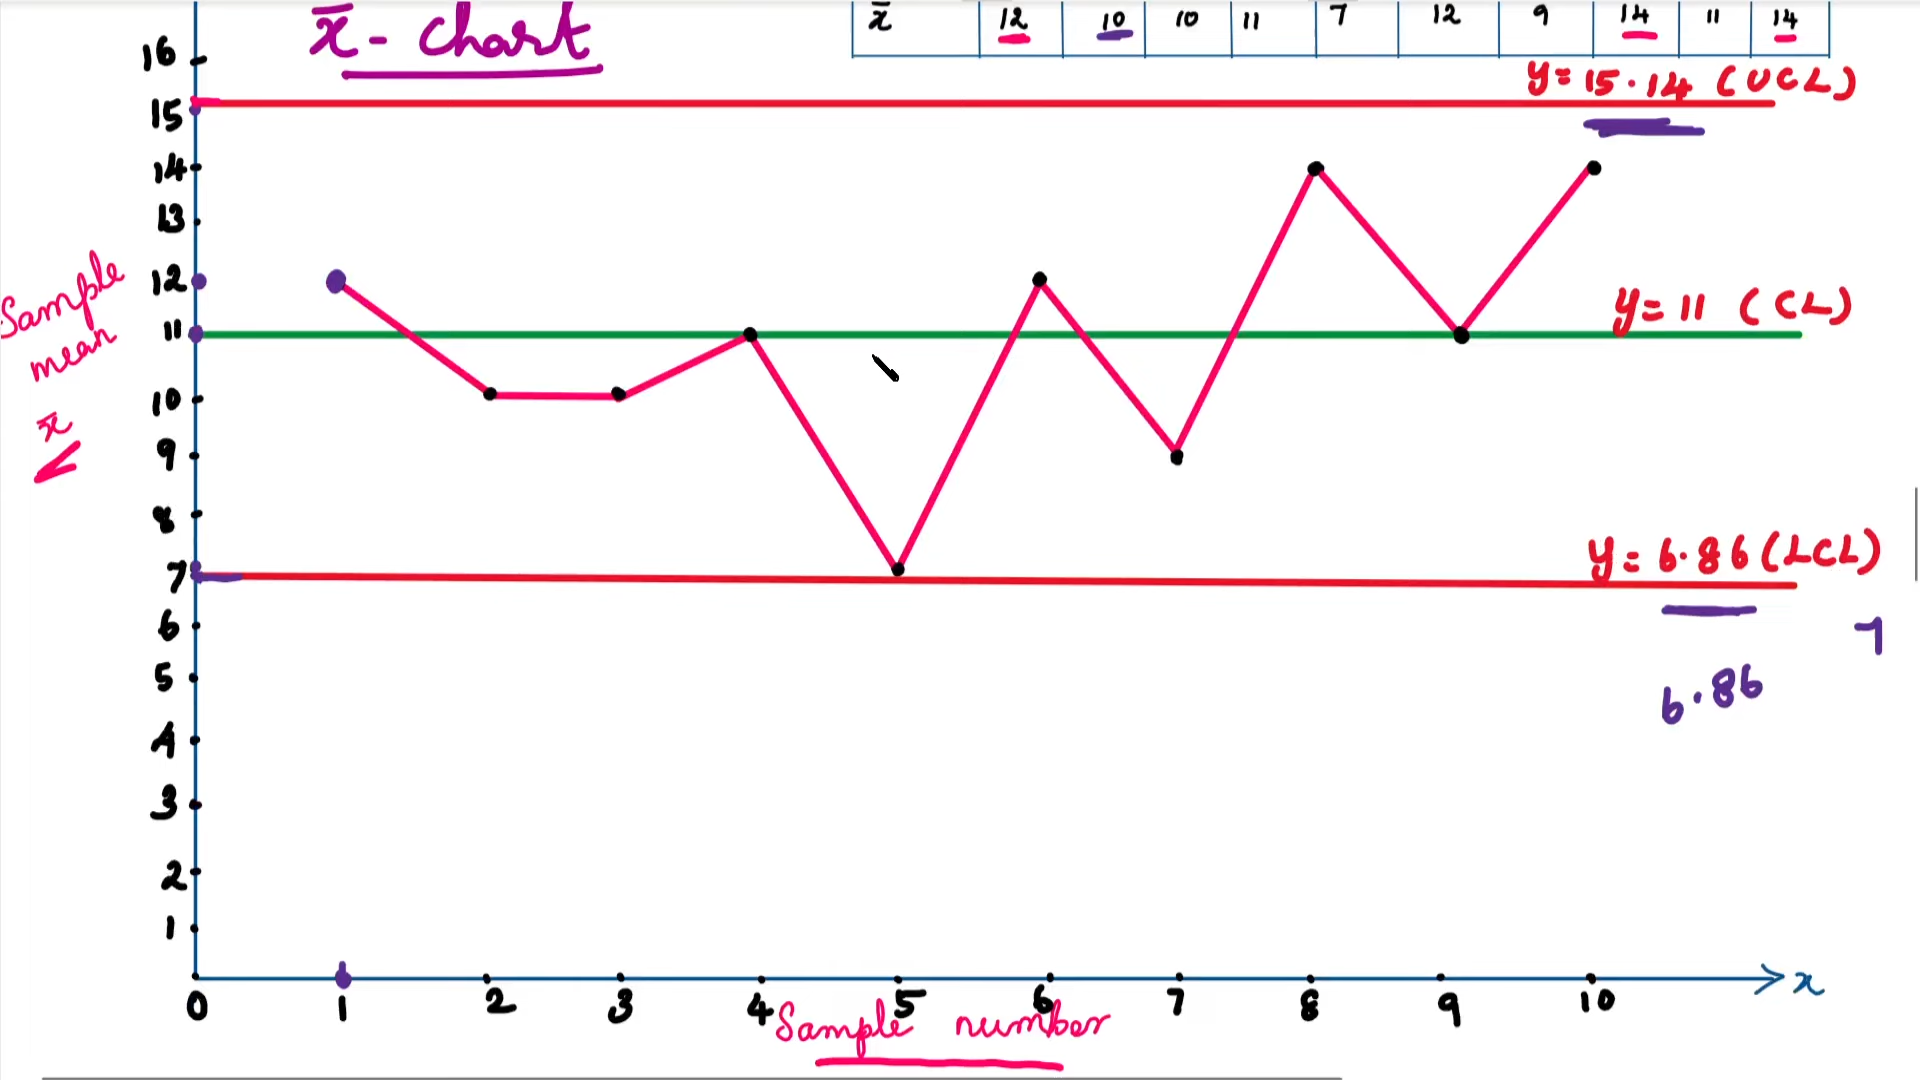 x̄ - chart
x̄ 12 10 10 11 7 12 9 14 11 14
y = 15.14 (UCL)
16
15
14
13
12
11
10
9
8
7
6
5
4
3
2
1
Sample
mean
x̄
y = 11 (CL)
y = 6.86 (LCL)
7
6.86
0 1 2 3 4 5 6 7 8 9 10 x
Sample number